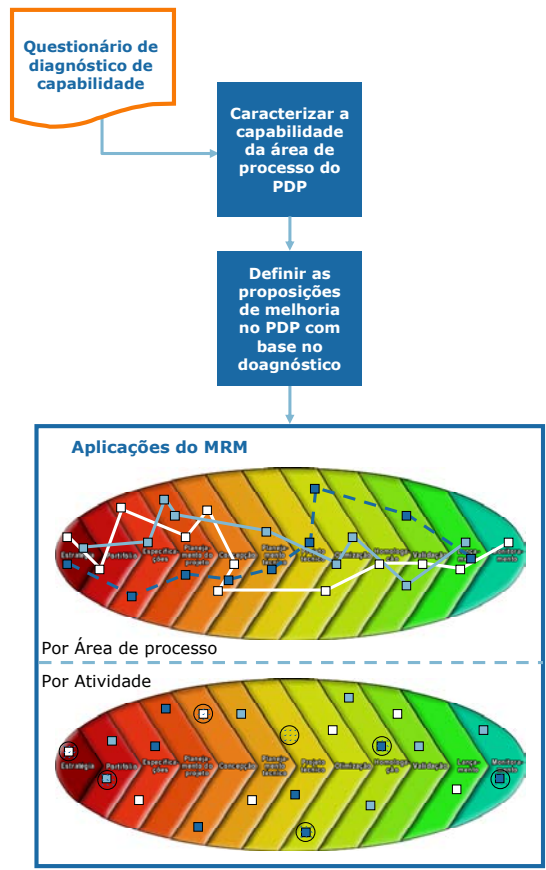 Questionário de
diagnóstico de
capabilidade
Caracterizar a
capabilidade
da área de
processo do
PDP
Definir as
proposições
de melhoria
no PDP com
base no
doagnóstico
Aplicações do MRM
Estratégia
Portifólio
Especifica-
ções
Planeja-
mento do
projeto
Concepção
Planeja-
mento
técnico
técnico
Otimização
Homologa-
ção
Validação
Monitora-
mento
Por Área de processo
Por Atividade
Estratégia
Portifólio
Especifica-
ções
Planeja-
mento do
projeto
Concepção
Planeja-
mento
técnico
Projeto
técnico
Otimização
Homologa-
ção
Validação
Lança-
mento
Monitora-
mento